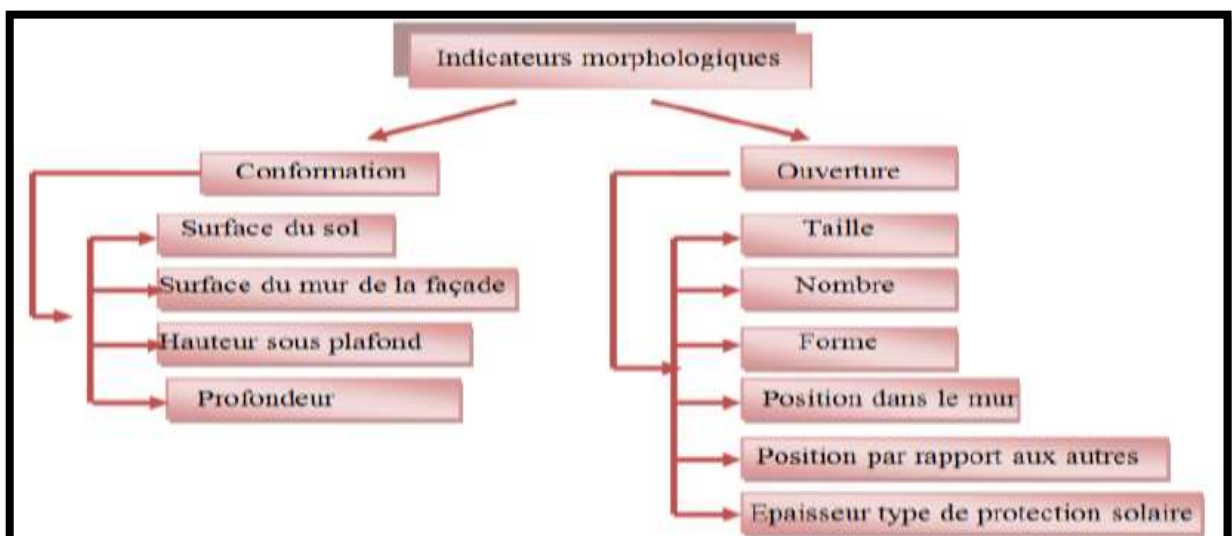 Indicateurs morphologiques
Conformation
Surface du sol
Surface du mur de la façade
Hauteur sous plafond
Profondeur
Ouverture
Taille
Nombre
Forme
Position dans le mur
Position par rapport aux autres
Epaisseur type de protection solaire